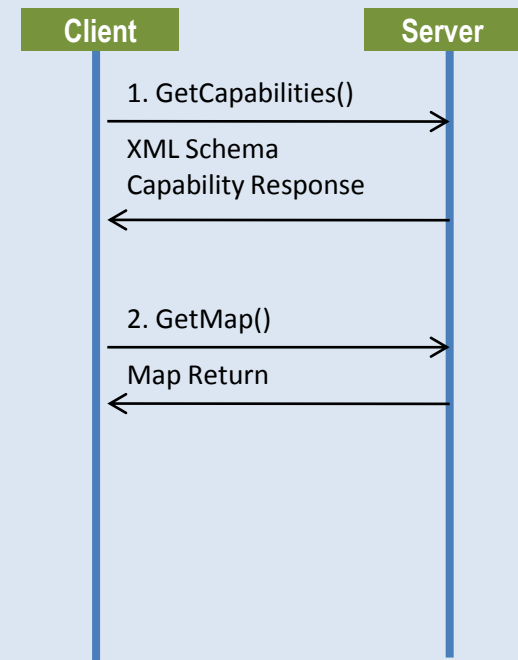 Client
Server
1. GetCapabilities()
XML Schema
Capability Response
2. GetMap()
Map Return